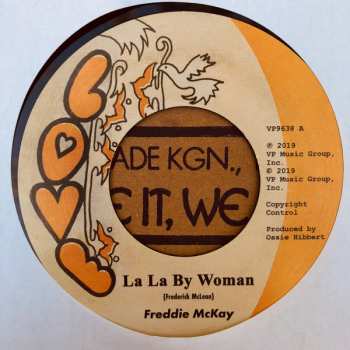 LOVE
ADE KGN.,
E IT, WE
VP9638 A
℗ 2019
VP Music Group,
Inc.
© 2019
VP Music Group,
Inc.
Copyright
Control
Produced by
Ossie Hibbert
La La By Woman
(Frederick McLean)
Freddie McKay